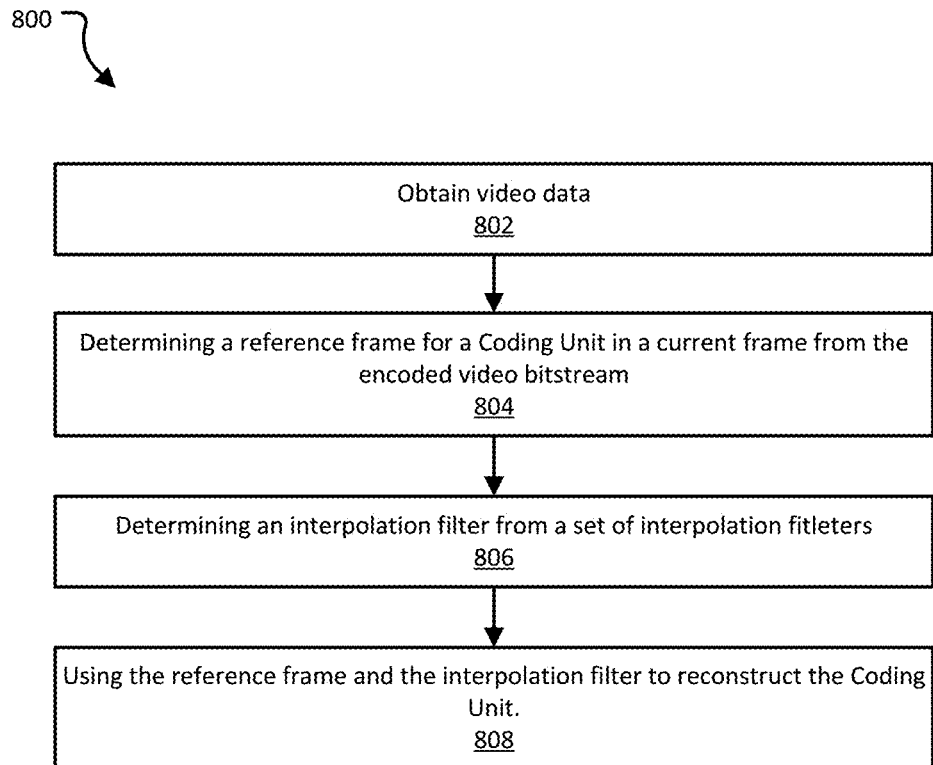 800
Obtain video data
802
Determining a reference frame for a Coding Unit in a current frame from the
encoded video bitstream
804
Determining an interpolation filter from a set of interpolation fitleters
806
Using the reference frame and the interpolation filter to reconstruct the Coding
Unit.
808